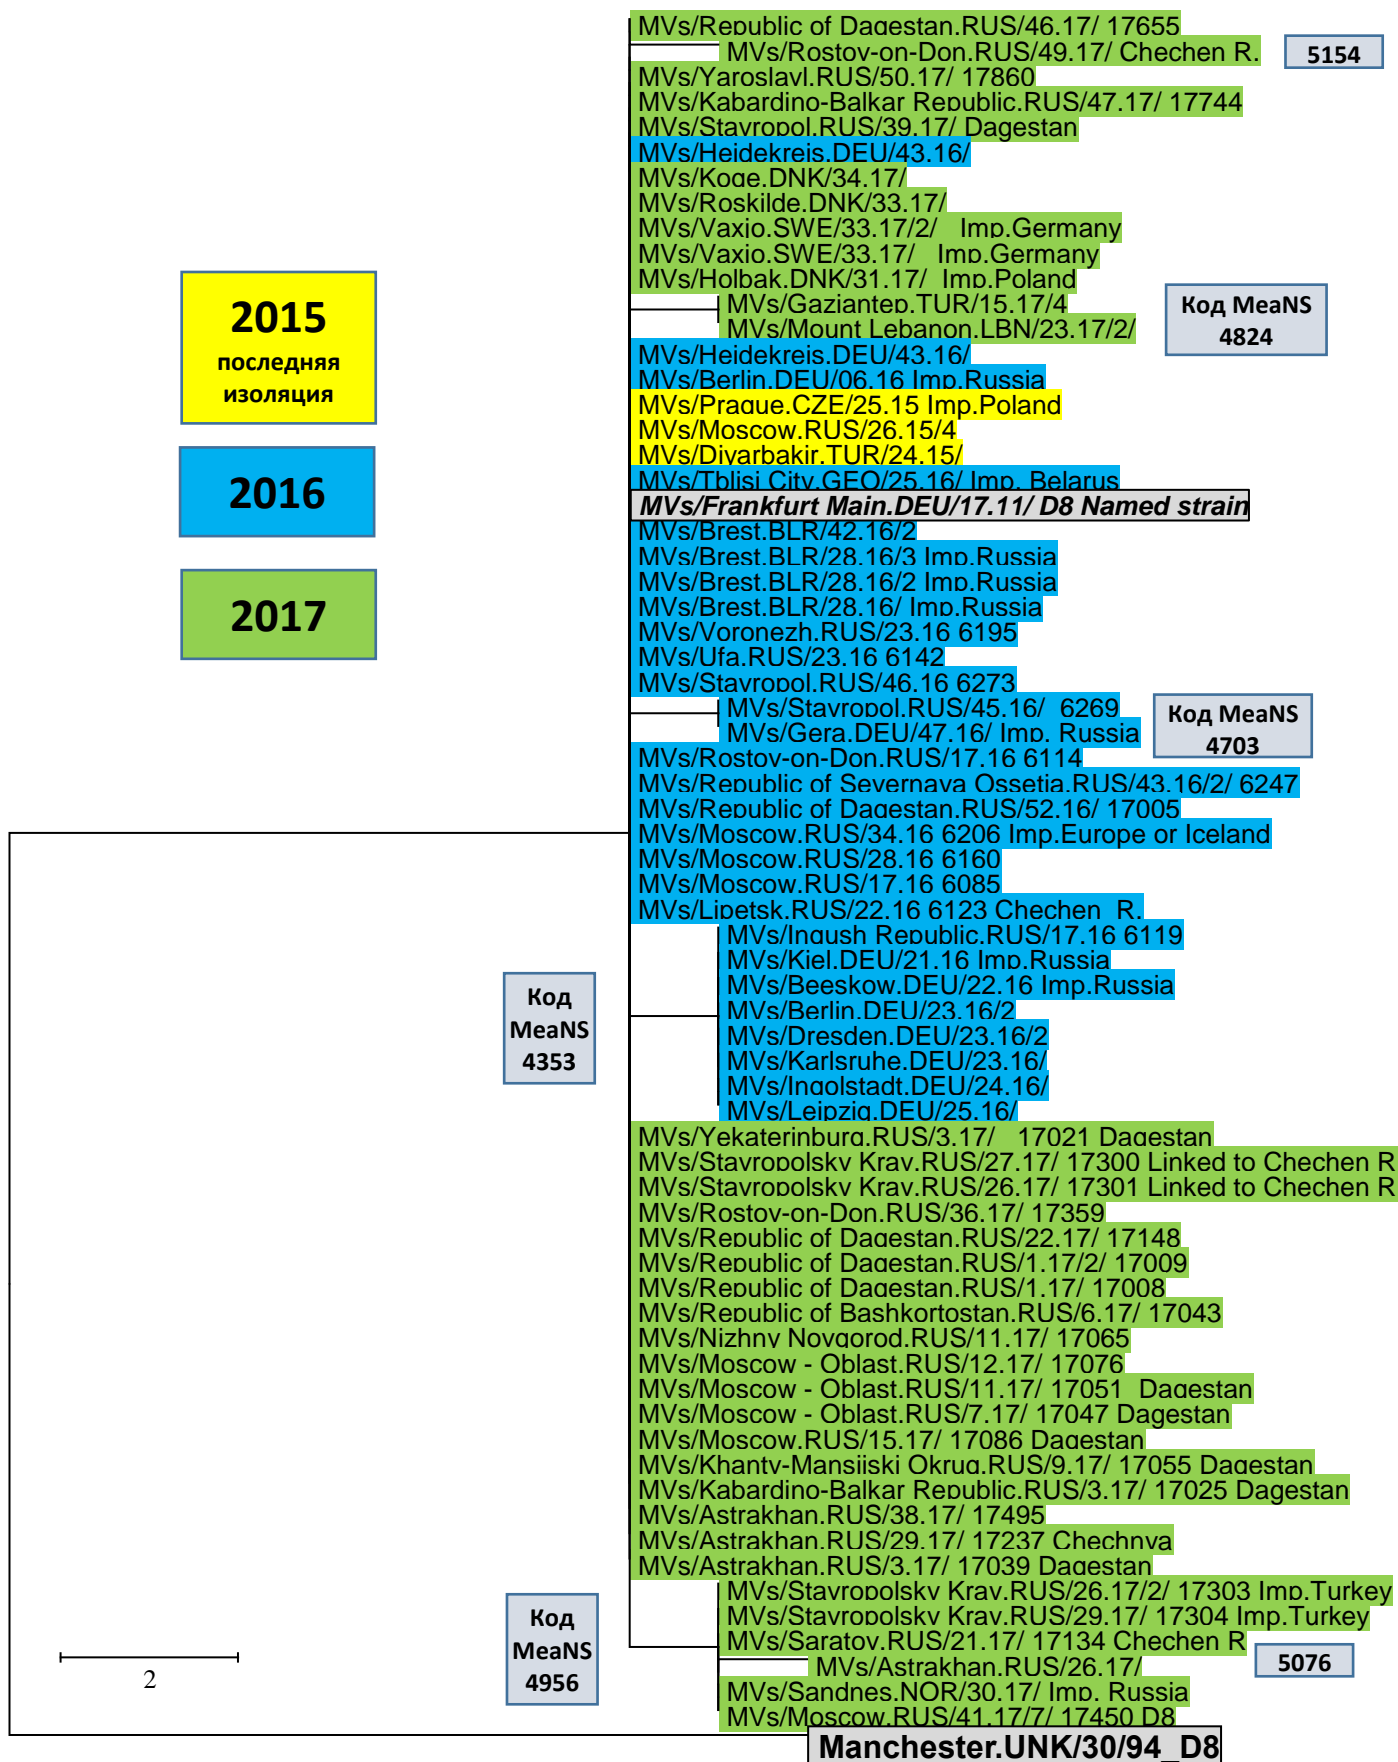 MVs/Republic of Dagestan.RUS/46.17/ 17655
MVs/Rostov-on-Don.RUS/49.17/ Chechen R.
5154
MVs/Yaroslavl.RUS/50.17/ 17860
MVs/Kabardino-Balkar Republic.RUS/47.17/ 17744
MVs/Stavropol.RUS/39.17/ Dagestan
MVs/Heidekreis.DEU/43.16/
MVs/Koge.DNK/34.17/
MVs/Roskilde.DNK/33.17/
MVs/Vaxjo.SWE/33.17/2/ Imp.Germany
MVs/Vaxjo.SWE/33.17/ Imp.Germany
MVs/Holbak.DNK/31.17/ Imp.Poland
MVs/Gaziantep.TUR/15.17/4
MVs/Mount Lebanon.LBN/23.17/2/
Код MeaNS
4824
2015
последняя
изоляция
2016
2017
MVs/Heidekreis.DEU/43.16/
MVs/Berlin.DEU/06.16 Imp.Russia
MVs/Prague.CZE/25.15 Imp.Poland
MVs/Moscow.RUS/26.15/4
MVs/Diyarbakir.TUR/24.15/
MVs/Tblisi City.GEO/25.16/ Imp. Belarus
MVs/Frankfurt Main.DEU/17.11/ D8 Named strain
MVs/Brest.BLR/42.16/2
MVs/Brest.BLR/28.16/3 Imp.Russia
MVs/Brest.BLR/28.16/2 Imp.Russia
MVs/Brest.BLR/28.16/ Imp.Russia
MVs/Voronezh.RUS/23.16 6195
MVs/Ufa.RUS/23.16 6142
MVs/Stavropol.RUS/46.16 6273
MVs/Stavropol.RUS/45.16/ 6269
MVs/Gera.DEU/47.16/ Imp. Russia
Код MeaNS
4703
MVs/Rostov-on-Don.RUS/17.16 6114
MVs/Republic of Severnaya Ossetia.RUS/43.16/2/ 6247
MVs/Republic of Dagestan.RUS/52.16/ 17005
MVs/Moscow.RUS/34.16 6206 Imp.Europe or Iceland
MVs/Moscow.RUS/28.16 6160
MVs/Moscow.RUS/17.16 6085
MVs/Lipetsk.RUS/22.16 6123 Chechen R.
MVs/Ingush Republic.RUS/17.16 6119
MVs/Kiel.DEU/21.16 Imp.Russia
MVs/Beeskow.DEU/22.16 Imp.Russia
MVs/Berlin.DEU/23.16/2
MVs/Dresden.DEU/23.16/2
MVs/Karlsruhe.DEU/23.16/
MVs/Ingolstadt.DEU/24.16/
MVs/Leipzig.DEU/25.16/
Код
MeaNS
4353
MVs/Yekaterinburg.RUS/3.17/ 17021 Dagestan
MVs/Stavropolsky Kray.RUS/27.17/ 17300 Linked to Chechen R
MVs/Stavropolsky Kray.RUS/26.17/ 17301 Linked to Chechen R
MVs/Rostov-on-Don.RUS/36.17/ 17359
MVs/Republic of Dagestan.RUS/22.17/ 17148
MVs/Republic of Dagestan.RUS/1.17/2/ 17009
MVs/Republic of Dagestan.RUS/1.17/ 17008
MVs/Republic of Bashkortostan.RUS/6.17/ 17043
MVs/Nizhny Novgorod.RUS/11.17/ 17065
MVs/Moscow - Oblast.RUS/12.17/ 17076
MVs/Moscow - Oblast.RUS/11.17/ 17051 Dagestan
MVs/Moscow - Oblast.RUS/7.17/ 17047 Dagestan
MVs/Moscow.RUS/15.17/ 17086 Dagestan
MVs/Khanty-Mansijski Okrug.RUS/9.17/ 17055 Dagestan
MVs/Kabardino-Balkar Republic.RUS/3.17/ 17025 Dagestan
MVs/Astrakhan.RUS/38.17/ 17495
MVs/Astrakhan.RUS/29.17/ 17237 Chechnya
MVs/Astrakhan.RUS/3.17/ 17039 Dagestan
MVs/Stavropolsky Kray.RUS/26.17/2/ 17303 Imp.Turkey
MVs/Stavropolsky Kray.RUS/29.17/ 17304 Imp.Turkey
MVs/Saratov.RUS/21.17/ 17134 Chechen R
MVs/Astrakhan.RUS/26.17/
5076
MVs/Sandnes.NOR/30.17/ Imp. Russia
MVs/Moscow.RUS/41.17/7/ 17450 D8
Код
MeaNS
4956
2
Manchester.UNK/30/94_D8